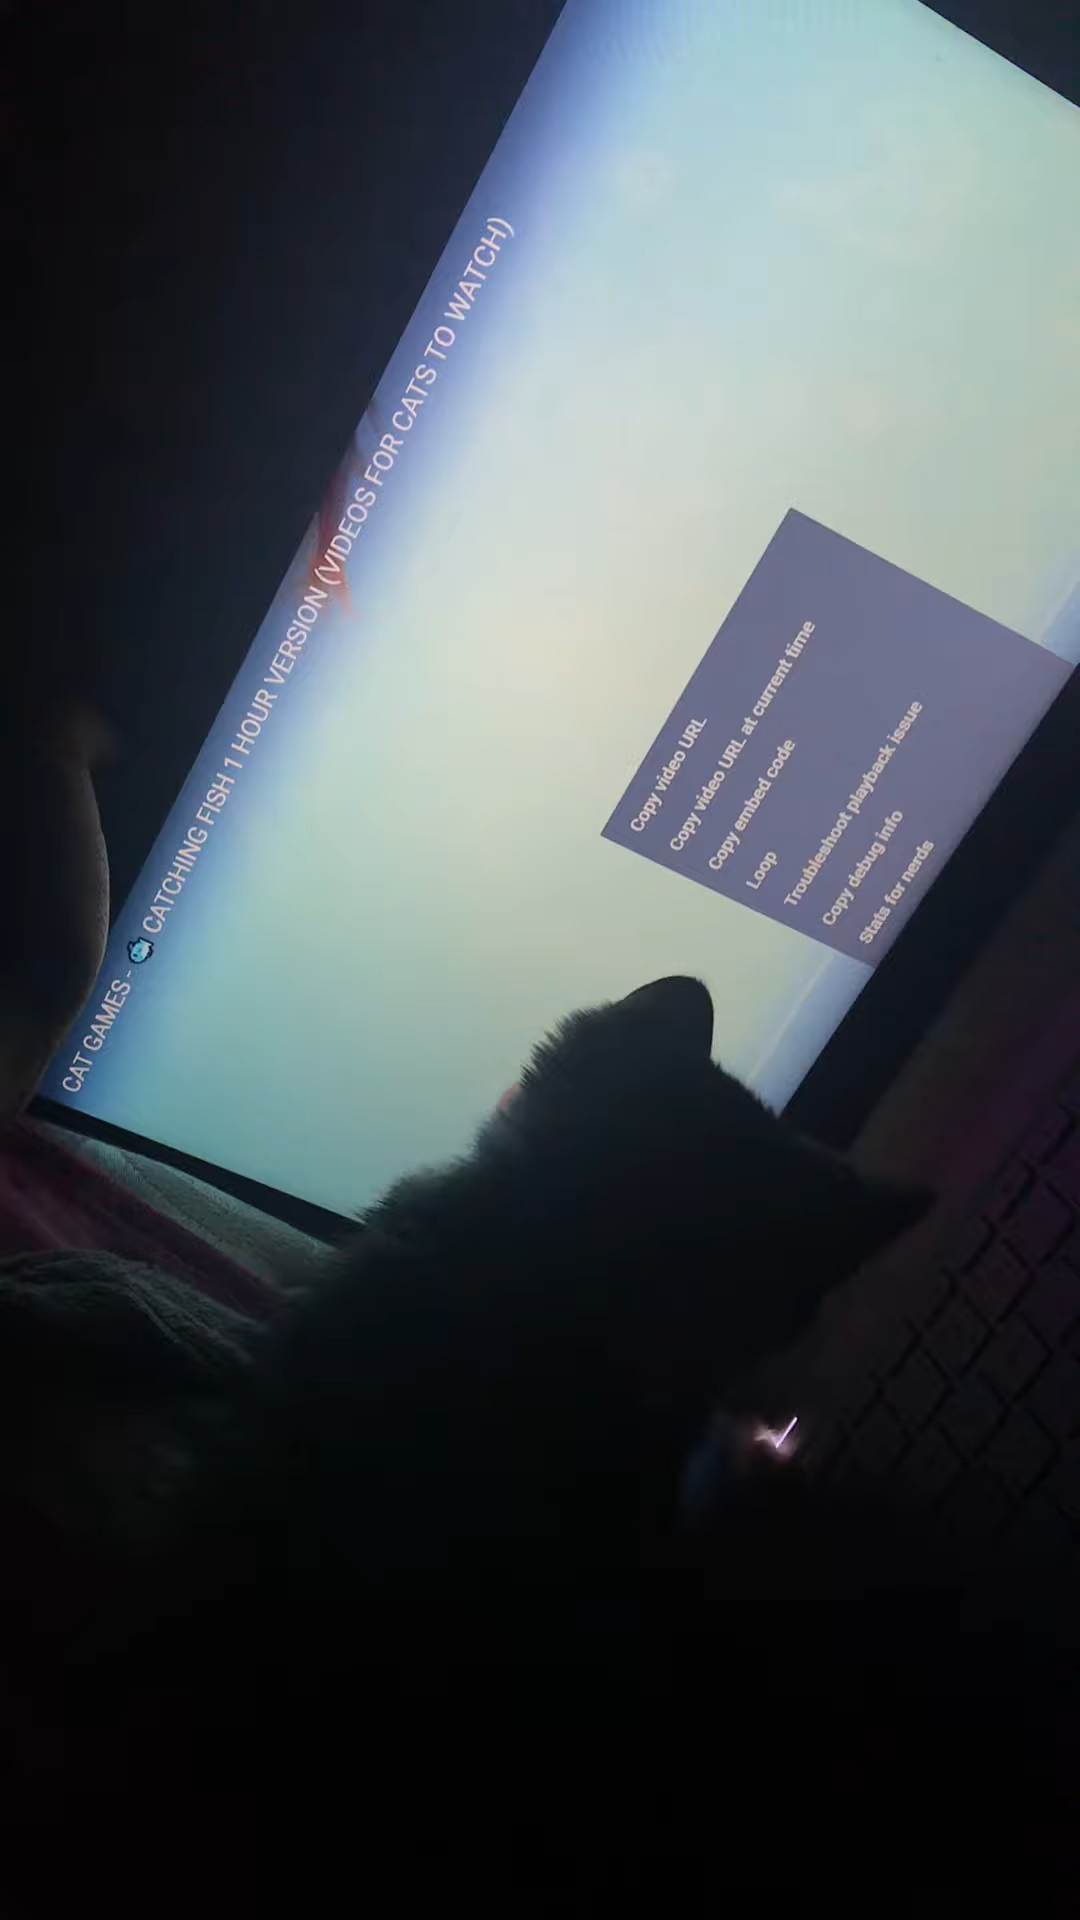 CAT GAMES - 🐟 CATCHING FISH 1 HOUR VERSION (VIDEOS FOR CATS TO WATCH)
Copy video URL
Copy video URL at current time
Copy embed code
Loop
Troubleshoot playback issue
Copy debug info
Stats for nerds